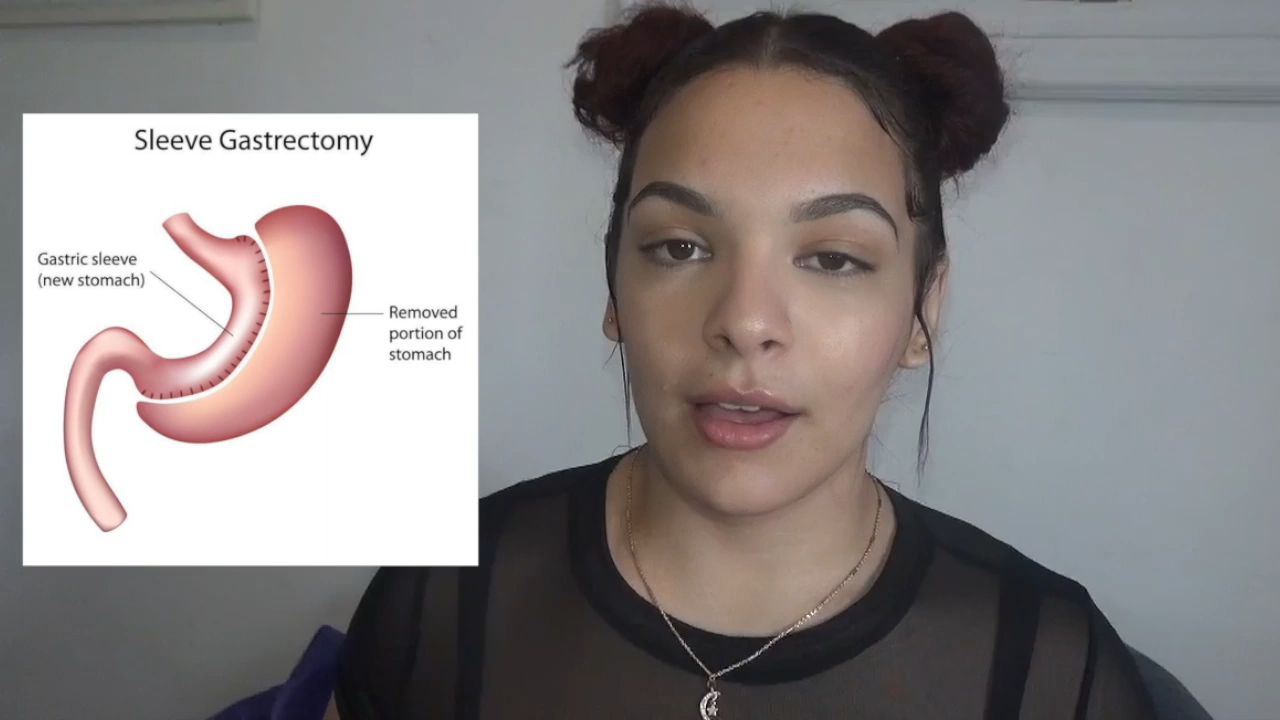 Sleeve Gastrectomy
Gastric sleeve
(new stomach)
Removed
portion of
stomach